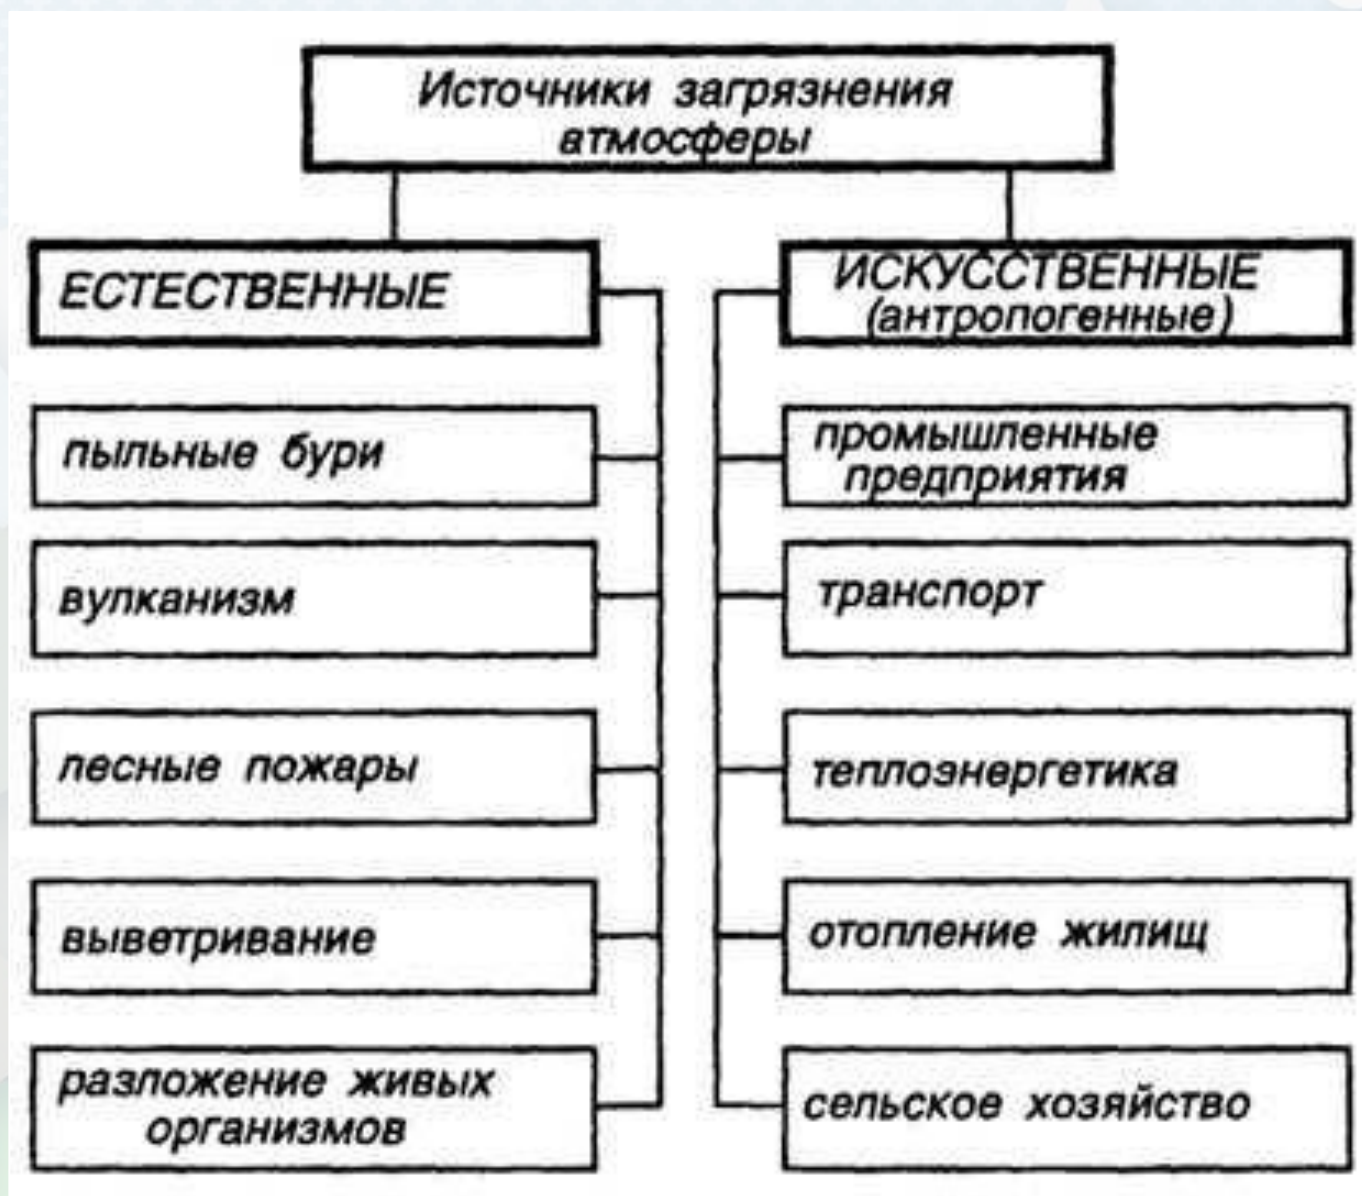 Источники загрязнения
атмосферы
ЕСТЕСТВЕННЫЕ
пыльные бури
вулканизм
лесные пожары
выветривание
разложение живых
организмов
ИСКУССТВЕННЫЕ
(антропогенные)
промышленные
предприятия
транспорт
теплоэнергетика
отопление жилищ
сельское хозяйство